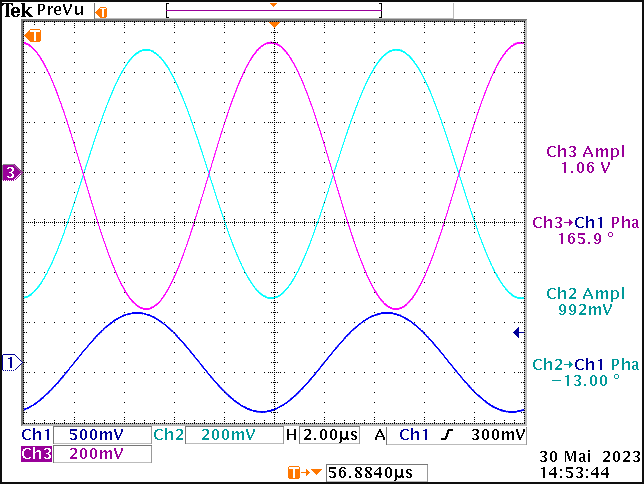 Tek PreVu T
T
3
1
Ch3 Ampl
1.06 V
Ch3→Ch1 Pha
165.9 °
Ch2 Ampl
992mV
Ch2→Ch1 Pha
−13.00 °
Ch1 500mV Ch2 200mV H 2.00µs A Ch1 300mV
Ch3 200mV
T→▼ 56.8840µs
30 Mai 2023
14:53:44